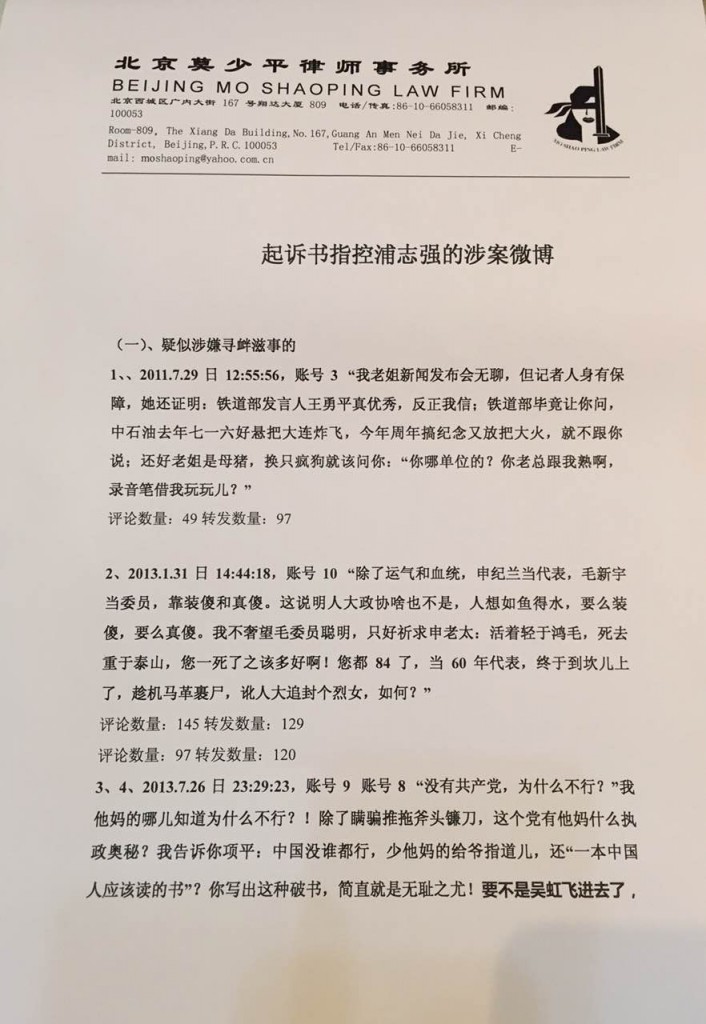 北京莫少平律师事务所
BEIJING MO SHAOPING LAW FIRM
北京西城区广内大街 167 号翔达大厦 809 电话/传真:86-10-66058311 邮编:
100053
Room-809, The Xiang Da Building,No.167,Guang An Men Nei Da Jie, Xi Cheng
District, Beijing,P.R.C.100053 Tel/Fax:86-10-66058311 E-
mail: moshaoping@yahoo.com.cn
MO SHAO PING LAW FIRM
起诉书指控浦志强的涉案微博
（一）、疑似涉嫌寻衅滋事的
1、、2011.7.29 日 12:55:56，账号 3 “我老姐新闻发布会无聊，但记者人身有保
障，她还证明：铁道部发言人王勇平真优秀，反正我信；铁道部毕竟让你问，
中石油去年七一六好悬把大连炸飞，今年周年搞纪念又放把大火，就不跟你
说；还好老姐是母猪，换只疯狗就该问你：“你哪单位的？你老总跟我熟啊，
录音笔借我玩玩儿？”
评论数量：49 转发数量：97
2、2013.1.31 日 14:44:18，账号 10 “除了运气和血统，申纪兰当代表，毛新宇
当委员，靠装傻和真傻。这说明人大政协啥也不是，人想如鱼得水，要么装
傻，要么真傻。我不奢望毛委员聪明，只好祈求申老太：活着轻于鸿毛，死去
重于泰山，您一死了之该多好啊！您都 84 了，当 60 年代表，终于到坎儿上
了，趁机马革裹尸，讹人大追封个烈女，如何？”
评论数量：145 转发数量：129
评论数量：97 转发数量：120
3、4、2013.7.26 日 23:29:23，账号 9 账号 8 “没有共产党，为什么不行？”我
他妈的哪儿知道为什么不行？！除了瞒骗推拖斧头镰刀，这个党有他妈什么执
政奥秘？我告诉你项平：中国没谁都行，少他妈的给爷指道儿，还“一本中国
人应该读的书”？你写出这种破书，简直就是无耻之尤！要不是吴虹飞进去了，